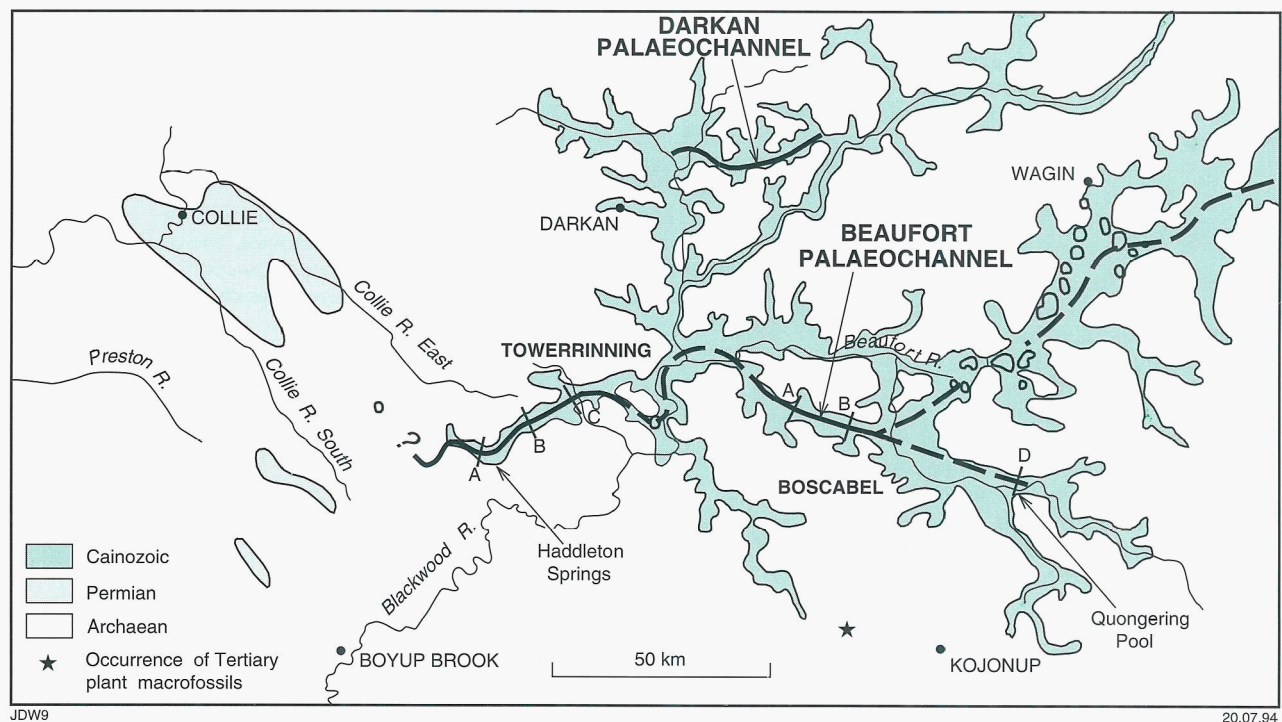 DARKAN
PALAEOCHANNEL
WAGIN
COLLIE
DARKAN
BEAUFORT
PALAEOCHANNEL
Collie R. East
Preston R.
TOWERRINNING
Beaufort R.
Collie R. South
A
B
C
?
B
A
D
BOSCABEL
Haddleton
Springs
Blackwood R.
Cainozoic
Permian
Archaean
Occurrence of Tertiary
plant macrofossils
BOYUP BROOK
50 km
KOJONUP
Quongering
Pool
JDW9
20.07.94